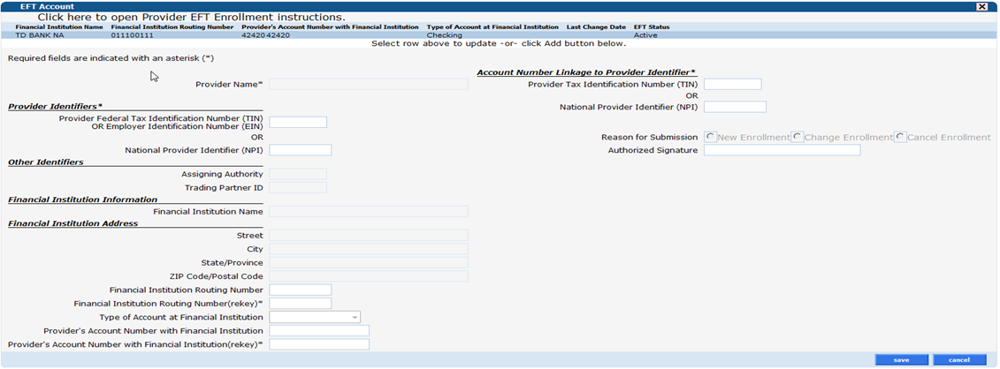 EFT Account
Click here to open Provider EFT Enrollment instructions.
Financial Institution Name Financial Institution Routing Number Provider's Account Number with Financial Institution Type of Account at Financial Institution Last Change Date EFT Status
TD BANK NA 011100111 42420 42420 Checking Active
Select row above to update -or- click Add button below.
Required fields are indicated with an asterisk (*)
Provider Name*
Provider Identifiers*
Provider Federal Tax Identification Number (TIN)
OR Employer Identification Number (EIN)
OR
National Provider Identifier (NPI)
Other Identifiers
Assigning Authority
Trading Partner ID
Financial Institution Information
Financial Institution Name
Financial Institution Address
Street
City
State/Province
ZIP Code/Postal Code
Financial Institution Routing Number
Financial Institution Routing Number(rekey)*
Type of Account at Financial Institution
Provider's Account Number with Financial Institution
Provider's Account Number with Financial Institution(rekey)*
Account Number Linkage to Provider Identifier*
Provider Tax Identification Number (TIN)
OR
National Provider Identifier (NPI)
Reason for Submission New Enrollment Change Enrollment Cancel Enrollment
Authorized Signature
save cancel